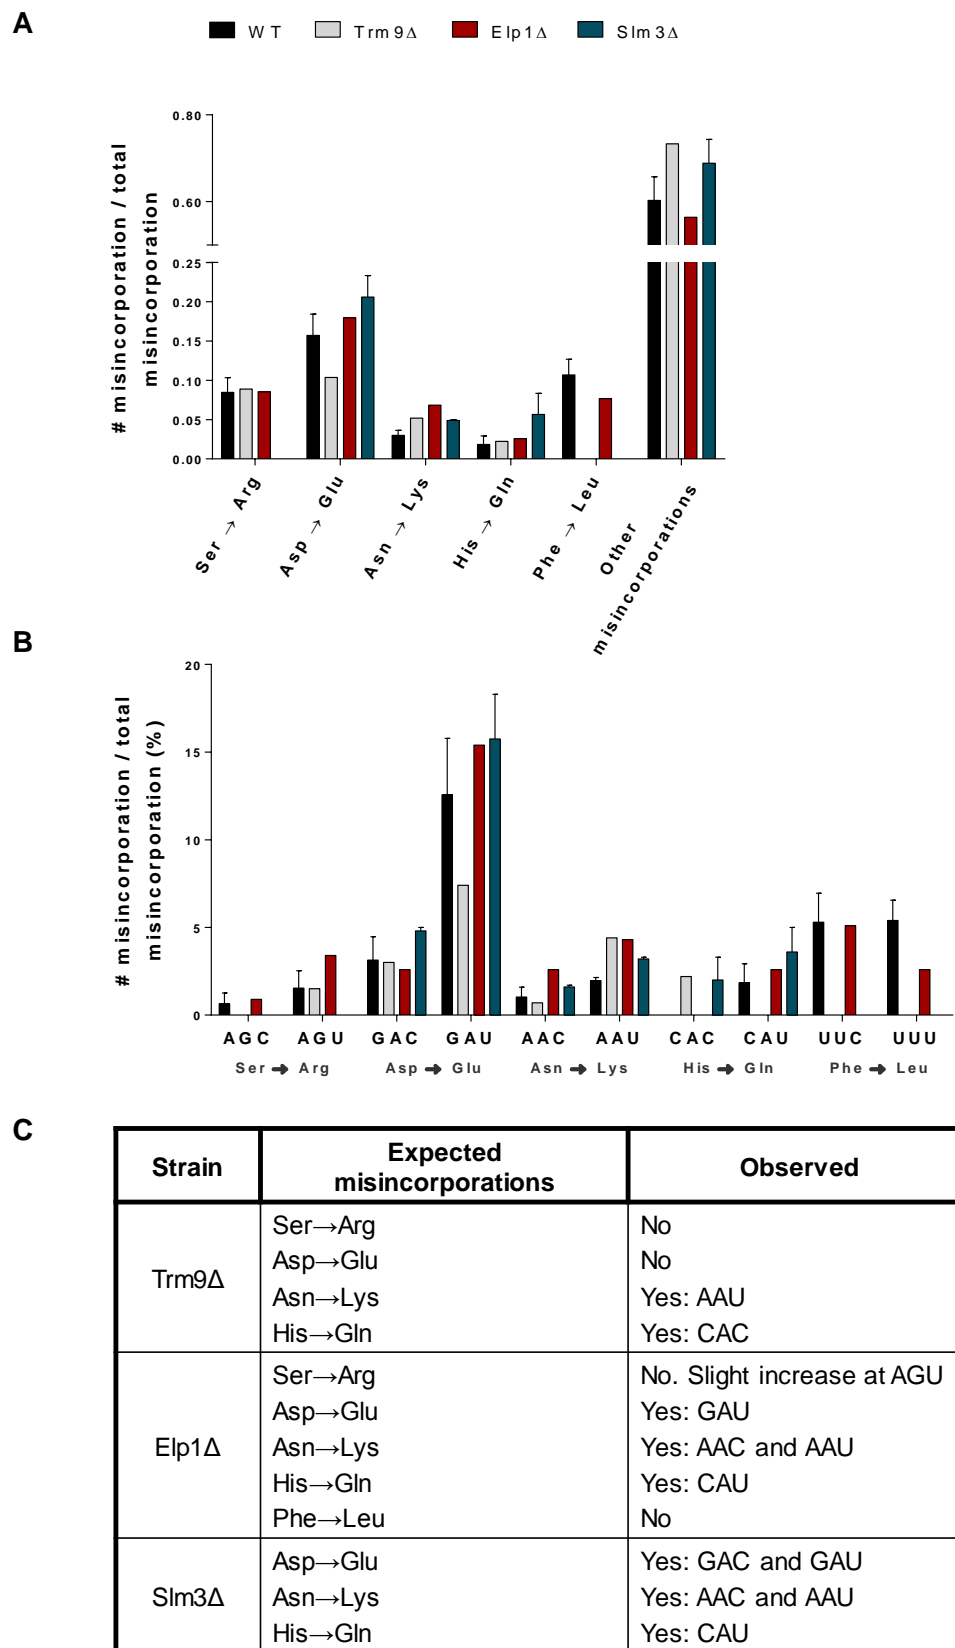 A
WT Trm9Δ Elp1Δ Slm3Δ
# misincorporation / total
misincorporation
0.80
0.60
0.25
0.20
0.15
0.10
0.05
0.00
Ser → Arg
Asp → Glu
Asn → Lys
His → Gln
Phe → Leu
Other
misincorporations
B
# misincorporation / total
misincorporation (%)
20
15
10
5
0
AGC AGU GAC GAU AAC AAU CAC CAU UUC UUU
Ser → Arg Asp → Glu Asn → Lys His → Gln Phe → Leu
C
Strain Expected misincorporations Observed
Trm9Δ
Ser→Arg No
Asp→Glu No
Asn→Lys Yes: AAU
His→Gln Yes: CAC
Elp1Δ
Ser→Arg No. Slight increase at AGU
Asp→Glu Yes: GAU
Asn→Lys Yes: AAC and AAU
His→Gln Yes: CAU
Phe→Leu No
Slm3Δ
Asp→Glu Yes: GAC and GAU
Asn→Lys Yes: AAC and AAU
His→Gln Yes: CAU